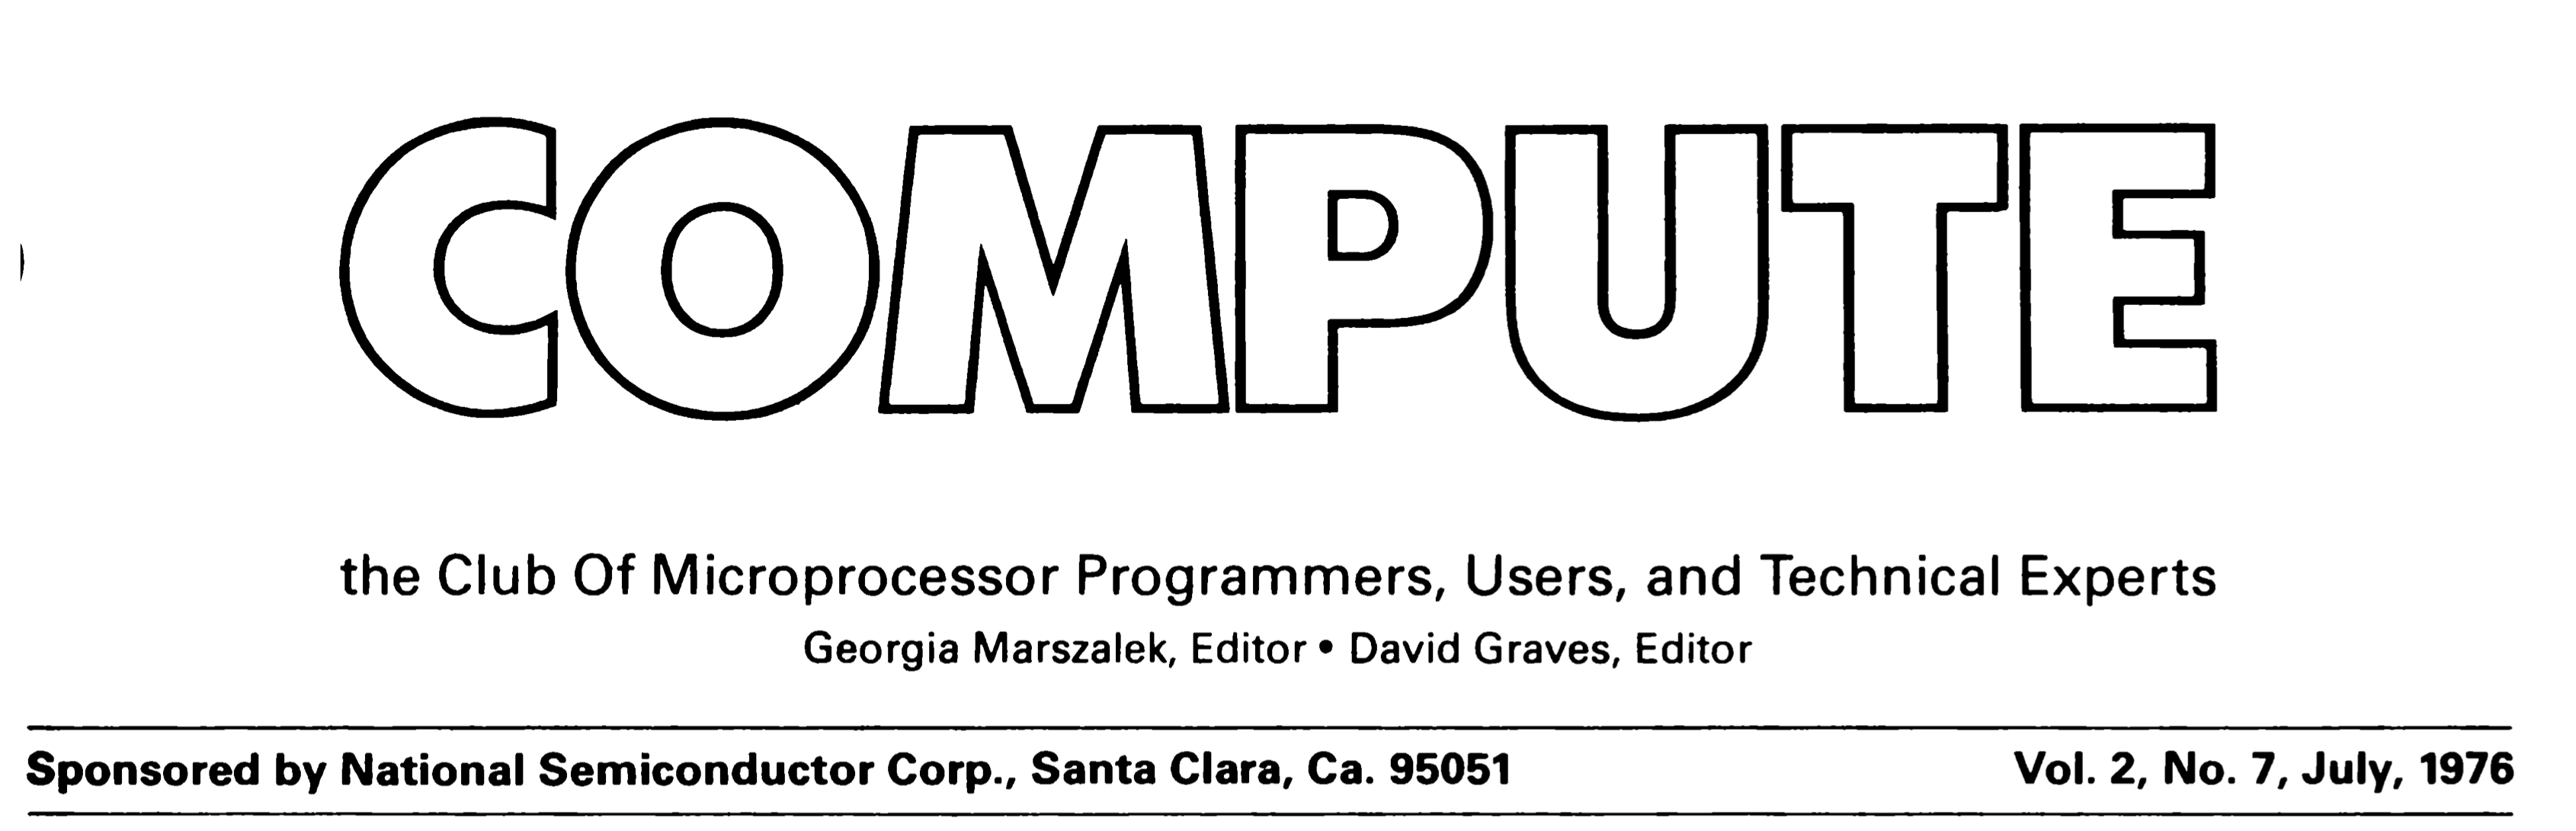 COMPUTE
the Club Of Microprocessor Programmers, Users, and Technical Experts
Georgia Marszalek, Editor • David Graves, Editor
Sponsored by National Semiconductor Corp., Santa Clara, Ca. 95051 Vol. 2, No. 7, July, 1976